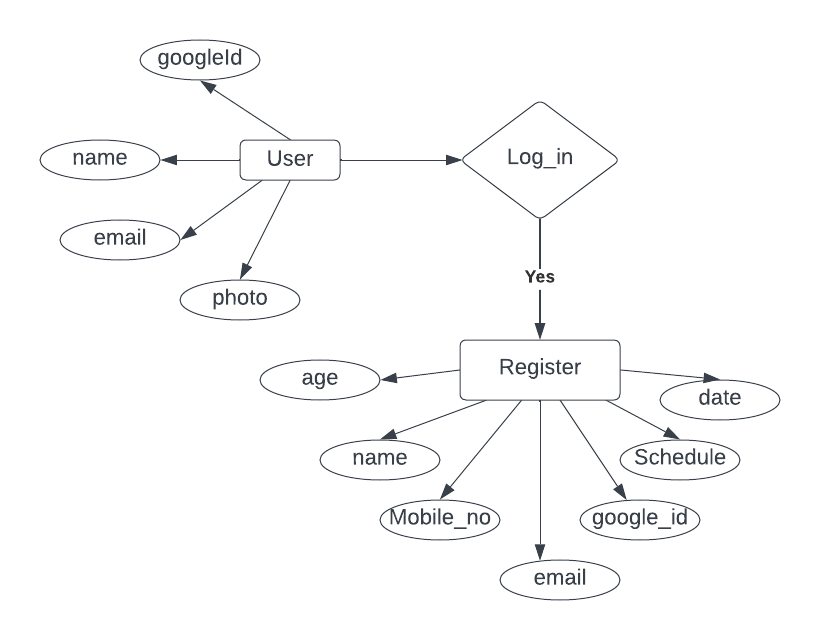 googleId
name
User
Log_in
email
photo
Yes
Register
age
date
name
Schedule
Mobile_no
google_id
email